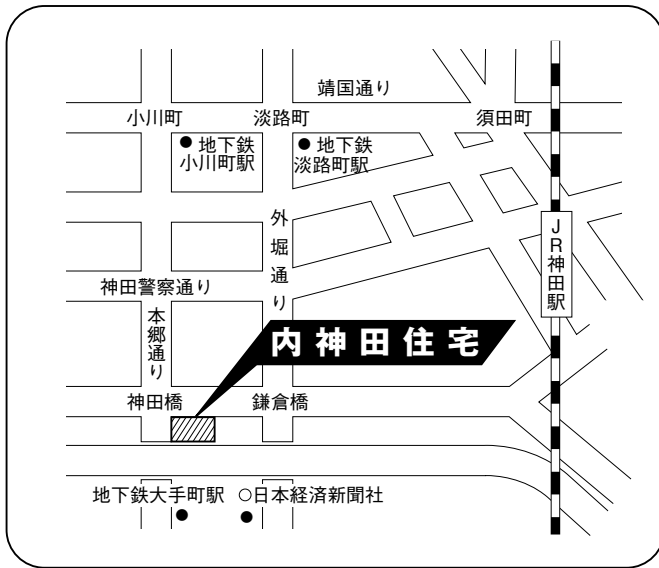 靖国通り
小川町
淡路町
須田町
地下鉄
小川町駅
地下鉄
淡路町駅
外堀通り
JR神田駅
神田警察通り
本郷通り
内神田住宅
神田橋
鎌倉橋
地下鉄大手町駅
日本経済新聞社